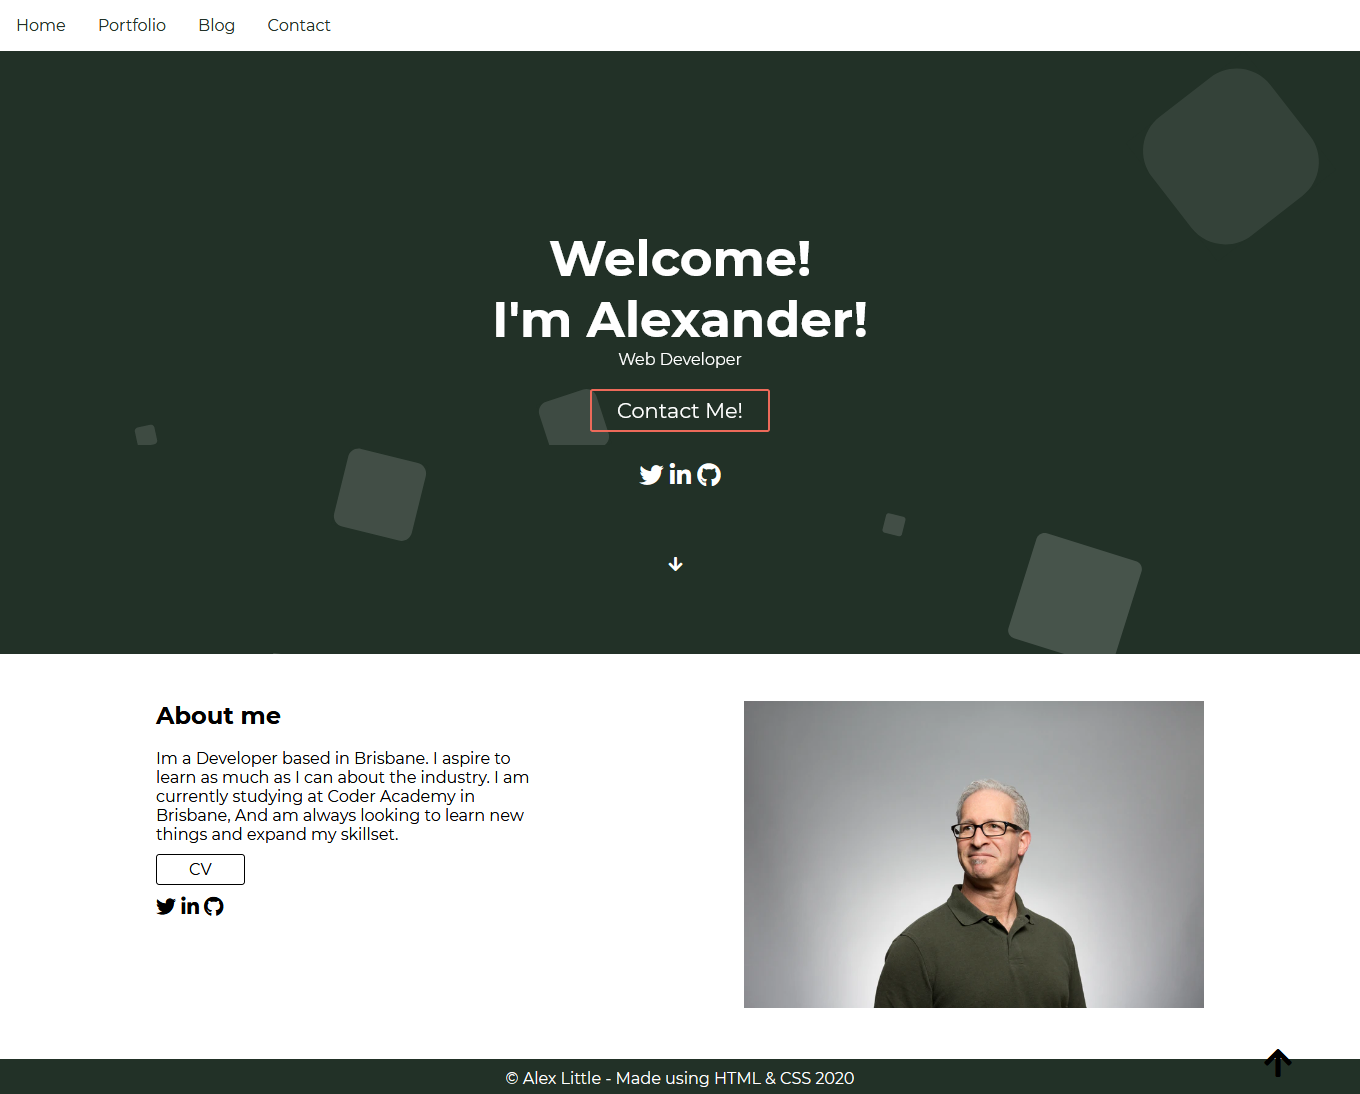 Home Portfolio Blog Contact
Welcome!
I'm Alexander!
Web Developer
Contact Me!
About me
Im a Developer based in Brisbane. I aspire to
learn as much as I can about the industry. I am
currently studying at Coder Academy in
Brisbane, And am always looking to learn new
things and expand my skillset.
CV
© Alex Little - Made using HTML & CSS 2020